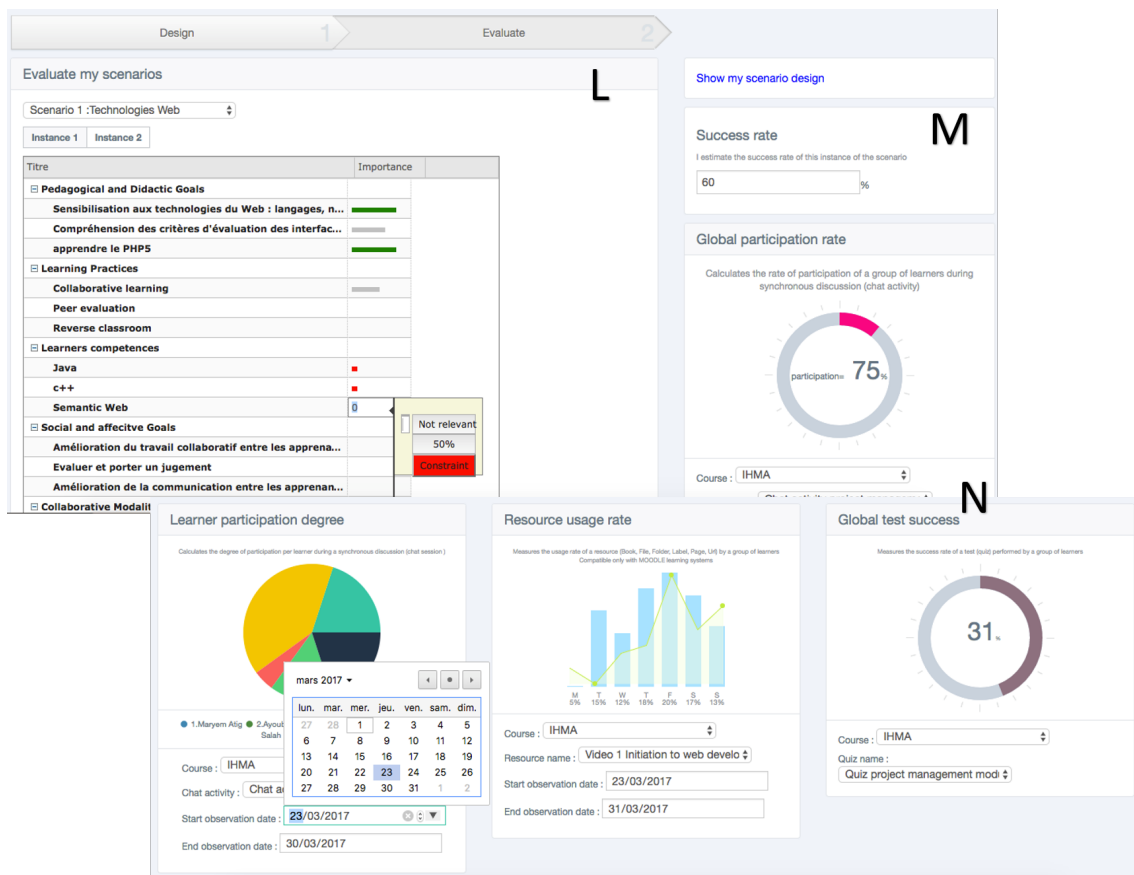 Design 1
Evaluate 2
Evaluate my scenarios
L
Scenario 1 :Technologies Web
Instance 1 Instance 2
Titre Importance
Pedagogical and Didactic Goals
Sensibilisation aux technologies du Web : langages, n...
Compréhension des critères d'évaluation des interfac...
apprendre le PHP5
Learning Practices
Collaborative learning
Peer evaluation
Reverse classroom
Learners competences
Java
c++
Semantic Web 0
Not relevant
50%
Constraint
Social and affecitve Goals
Amélioration du travail collaboratif entre les apprena...
Evaluer et porter un jugement
Amélioration de la communication entre les apprenan...
Collaborative Modalit
Show my scenario design
M
Success rate
I estimate the success rate of this instance of the scenario
60 %
Global participation rate
Calculates the rate of participation of a group of learners during
synchronous discussion (chat activity)
participation= 75%
Course : IHMA
N
Learner participation degree
Calculates the degree of participation per learner during a synchronous discussion (chat session )
1.Maryem Atig 2.Ayoub
Salah
mars 2017
lun. mar. mer. jeu. ven. sam. dim.
27 28 1 2 3 4 5
6 7 8 9 10 11 12
13 14 15 16 17 18 19
20 21 22 23 24 25 26
27 28 29 30 31 1 2
Course : IHMA
Chat activity : Chat a
Start observation date : 23/03/2017
End observation date : 30/03/2017
Resource usage rate
Measures the usage rate of a resource (Book, File, Folder, Label, Page, Url) by a group of learners
Compatible only with MOODLE learning systems
M T W T F S S
5% 15% 12% 18% 20% 17% 13%
Course : IHMA
Resource name : Video 1 Initiation to web develo
Start observation date : 23/03/2017
End observation date : 31/03/2017
Global test success
Measures the success rate of a test (quiz) performed by a group of learners
31%
Course : IHMA
Quiz name :
Quiz project management modu